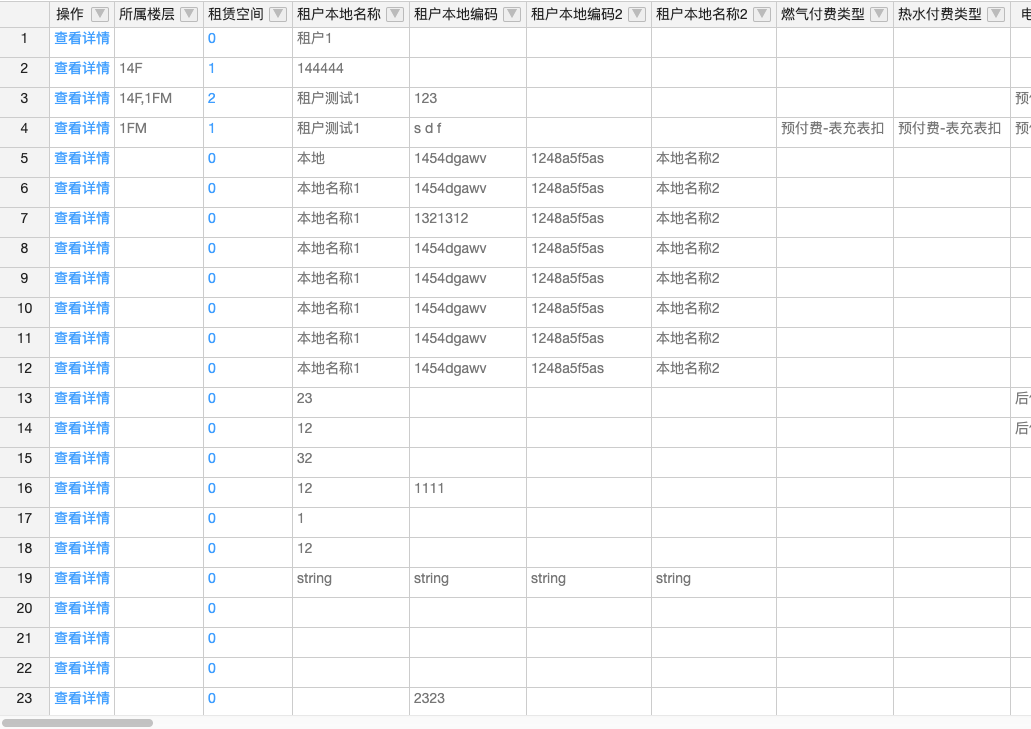 操作 所属楼层 租赁空间 租户本地名称 租户本地编码 租户本地编码2 租户本地名称2 燃气付费类型 热水付费类型 电
1 查看详情 0 租户1
2 查看详情 14F 1 144444
3 查看详情 14F,1FM 2 租户测试1 123 预
4 查看详情 1FM 1 租户测试1 s d f 预付费-表充表扣 预付费-表充表扣 预
5 查看详情 0 本地 1454dgawv 1248a5f5as 本地名称2
6 查看详情 0 本地名称1 1454dgawv 1248a5f5as 本地名称2
7 查看详情 0 本地名称1 1321312 1248a5f5as 本地名称2
8 查看详情 0 本地名称1 1454dgawv 1248a5f5as 本地名称2
9 查看详情 0 本地名称1 1454dgawv 1248a5f5as 本地名称2
10 查看详情 0 本地名称1 1454dgawv 1248a5f5as 本地名称2
11 查看详情 0 本地名称1 1454dgawv 1248a5f5as 本地名称2
12 查看详情 0 本地名称1 1454dgawv 1248a5f5as 本地名称2
13 查看详情 0 23 后
14 查看详情 0 12 后
15 查看详情 0 32
16 查看详情 0 12 1111
17 查看详情 0 1
18 查看详情 0 12
19 查看详情 0 string string string string
20 查看详情 0
21 查看详情 0
22 查看详情 0
23 查看详情 0 2323